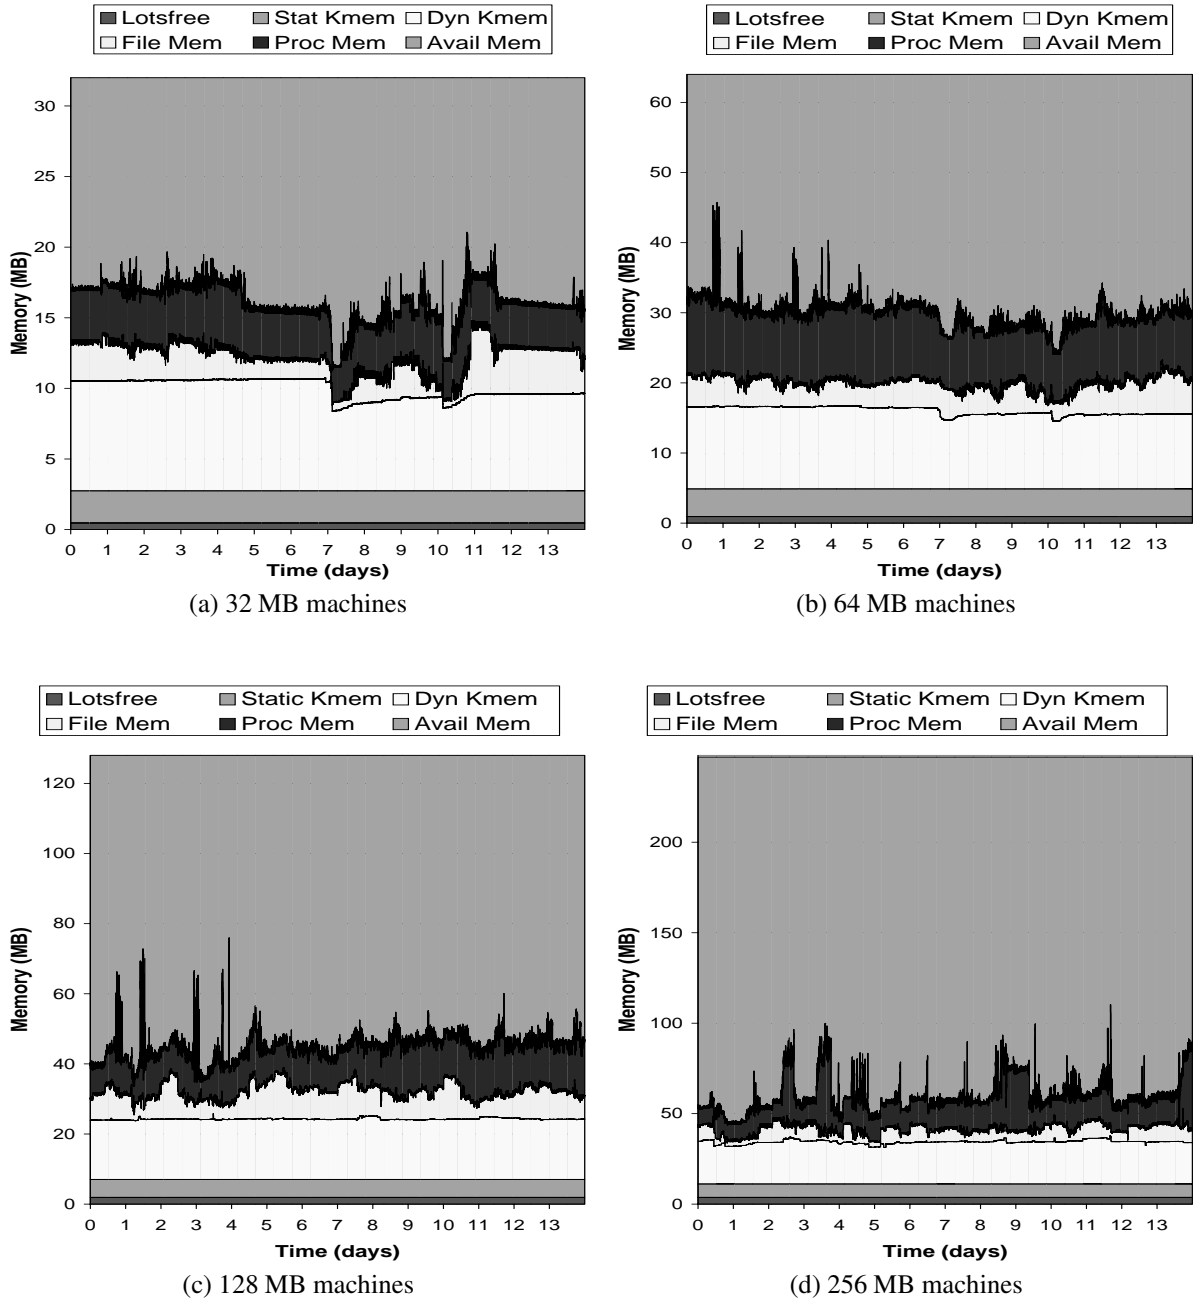 Lotsfree Stat Kmem Dyn Kmem
File Mem Proc Mem Avail Mem
30
25
20
15
10
5
0
Memory (MB)
0 1 2 3 4 5 6 7 8 9 10 11 12 13
Time (days)
(a) 32 MB machines
Lotsfree Stat Kmem Dyn Kmem
File Mem Proc Mem Avail Mem
60
50
40
30
20
10
0
Memory (MB)
0 1 2 3 4 5 6 7 8 9 10 11 12 13
Time (days)
(b) 64 MB machines
Lotsfree Static Kmem Dyn Kmem
File Mem Proc Mem Avail Mem
120
100
80
60
40
20
0
Memory (MB)
0 1 2 3 4 5 6 7 8 9 10 11 12 13
Time (days)
(c) 128 MB machines
Lotsfree Static Kmem Dyn Kmem
File Mem Proc Mem Avail Mem
200
150
100
50
0
Memory (MB)
0 1 2 3 4 5 6 7 8 9 10 11 12 13
Time (days)
(d) 256 MB machines